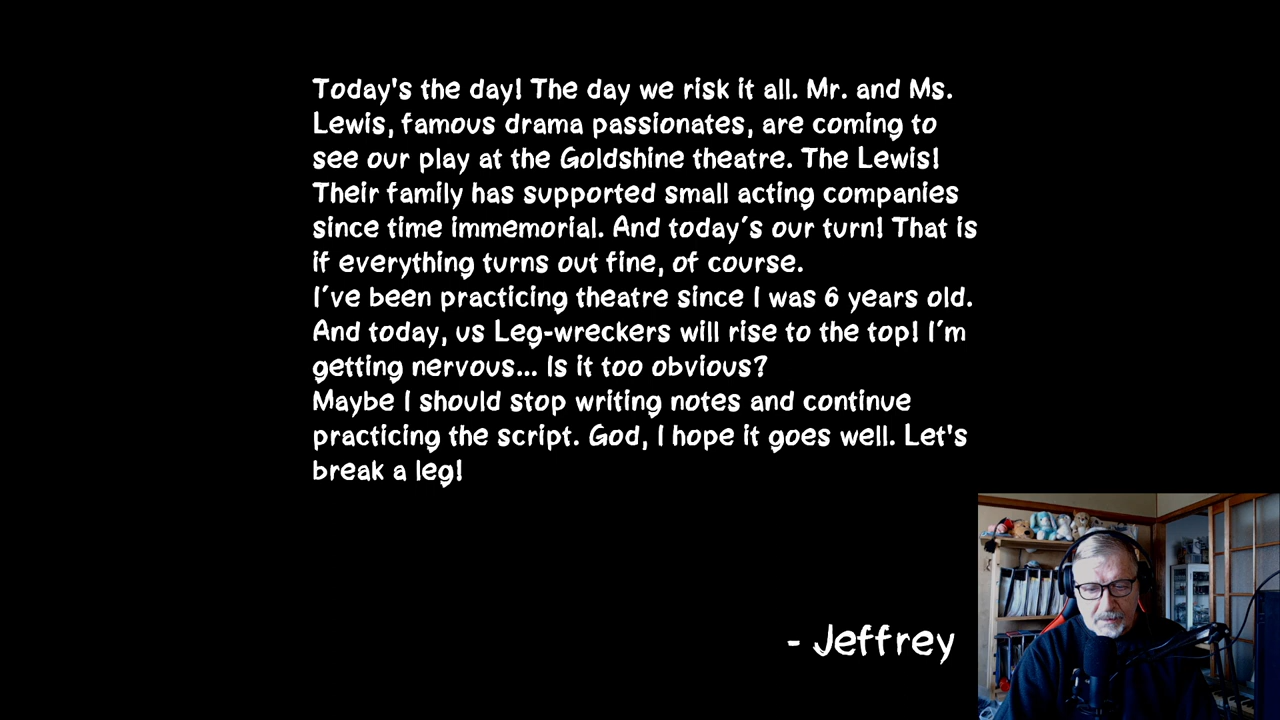 Today's the day! The day we risk it all. Mr. and Ms.
Lewis, famous drama passionates, are coming to
see our play at the Goldshine theatre. The Lewis!
Their family has supported small acting companies
since time immemorial. And today´s our turn! That is
if everything turns out fine, of course.
I´ve been practicing theatre since I was 6 years old.
And today, us Leg-wreckers will rise to the top! I´m
getting nervous... Is it too obvious?
Maybe I should stop writing notes and continue
practicing the script. God, I hope it goes well. Let's
break a leg!
- Jeffrey